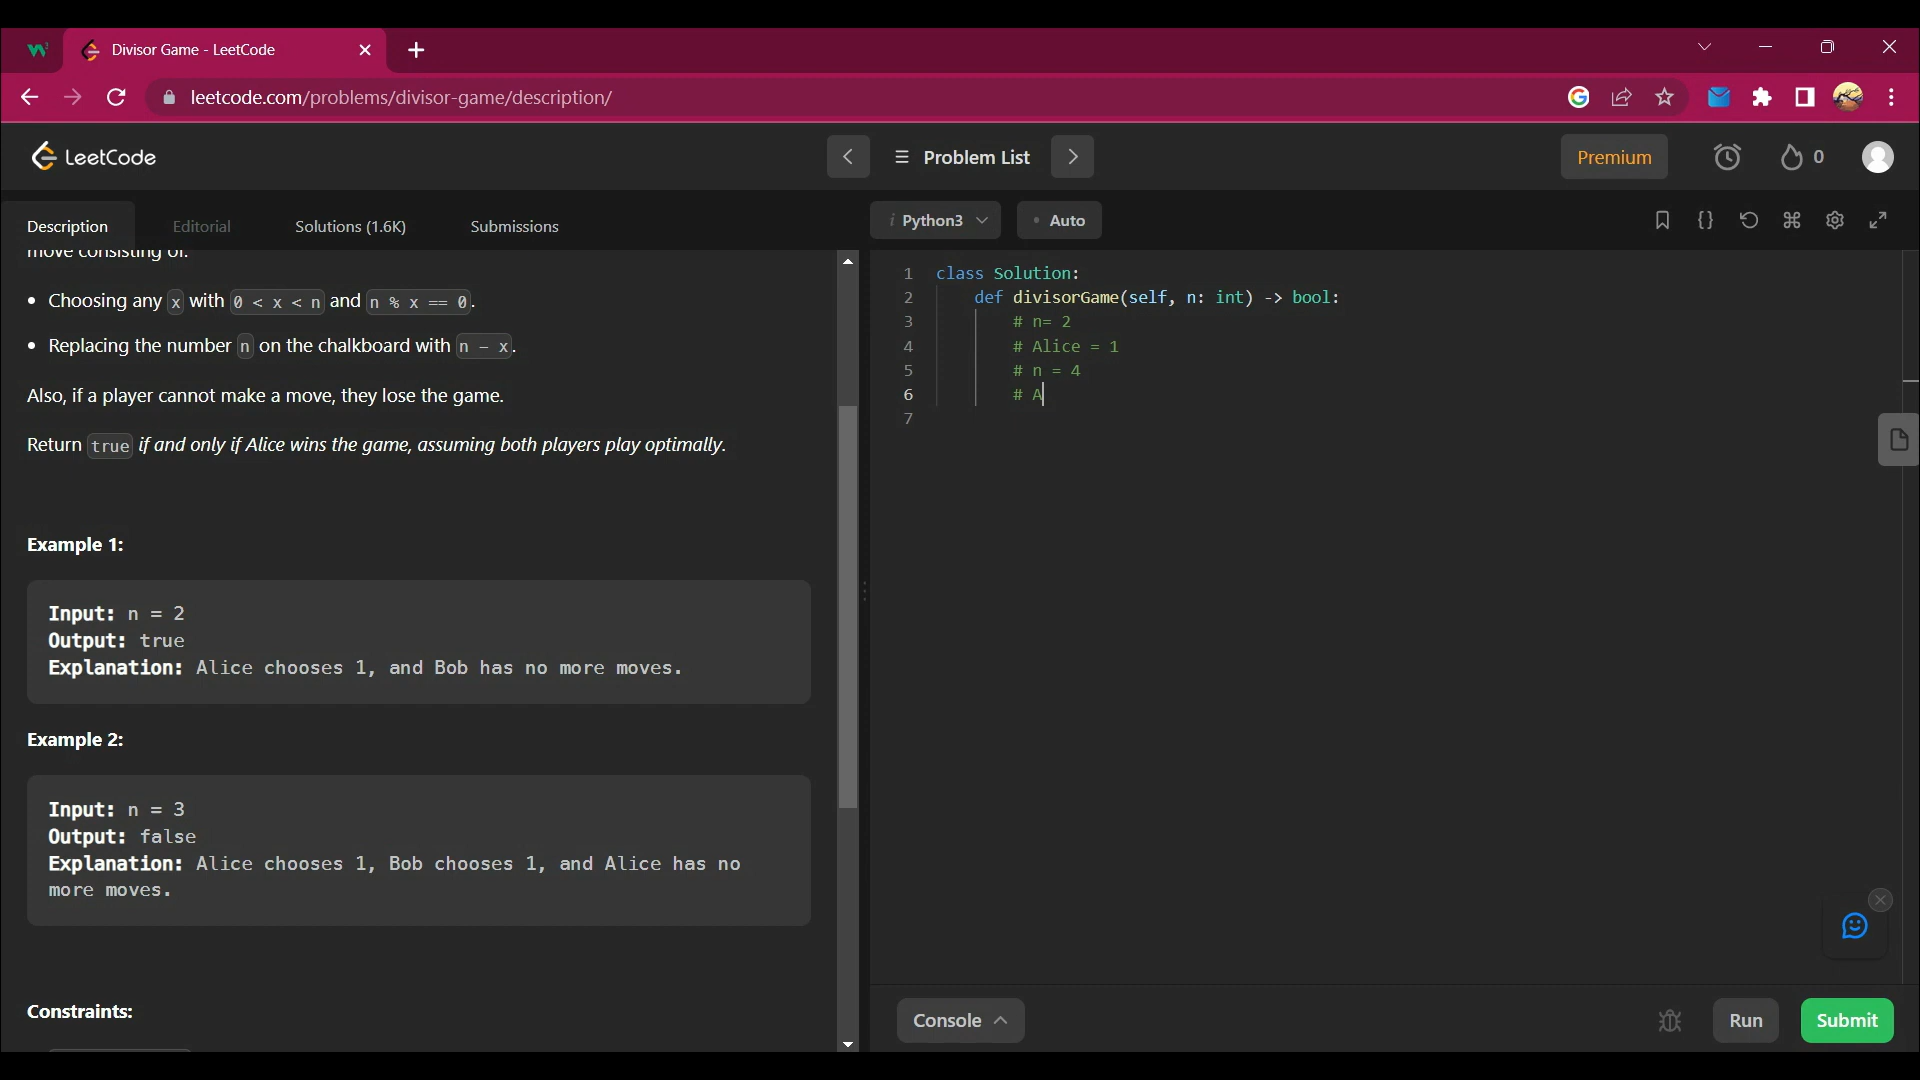 Divisor Game - LeetCode
leetcode.com/problems/divisor-game/description/
LeetCode
Problem List
Premium
0
Description
Editorial
Solutions (1.6K)
Submissions
i Python3
Auto
move consisting of:
Choosing any x with 0 < x < n and n % x == 0.
Replacing the number n on the chalkboard with n - x.
Also, if a player cannot make a move, they lose the game.
Return true if and only if Alice wins the game, assuming both players play optimally.
Example 1:
Input: n = 2
Output: true
Explanation: Alice chooses 1, and Bob has no more moves.
Example 2:
Input: n = 3
Output: false
Explanation: Alice chooses 1, Bob chooses 1, and Alice has no
more moves.
Constraints:
1 class Solution:
2 def divisorGame(self, n: int) -> bool:
3 # n= 2
4 # Alice = 1
5 # n = 4
6 # A
7
Console
Run
Submit